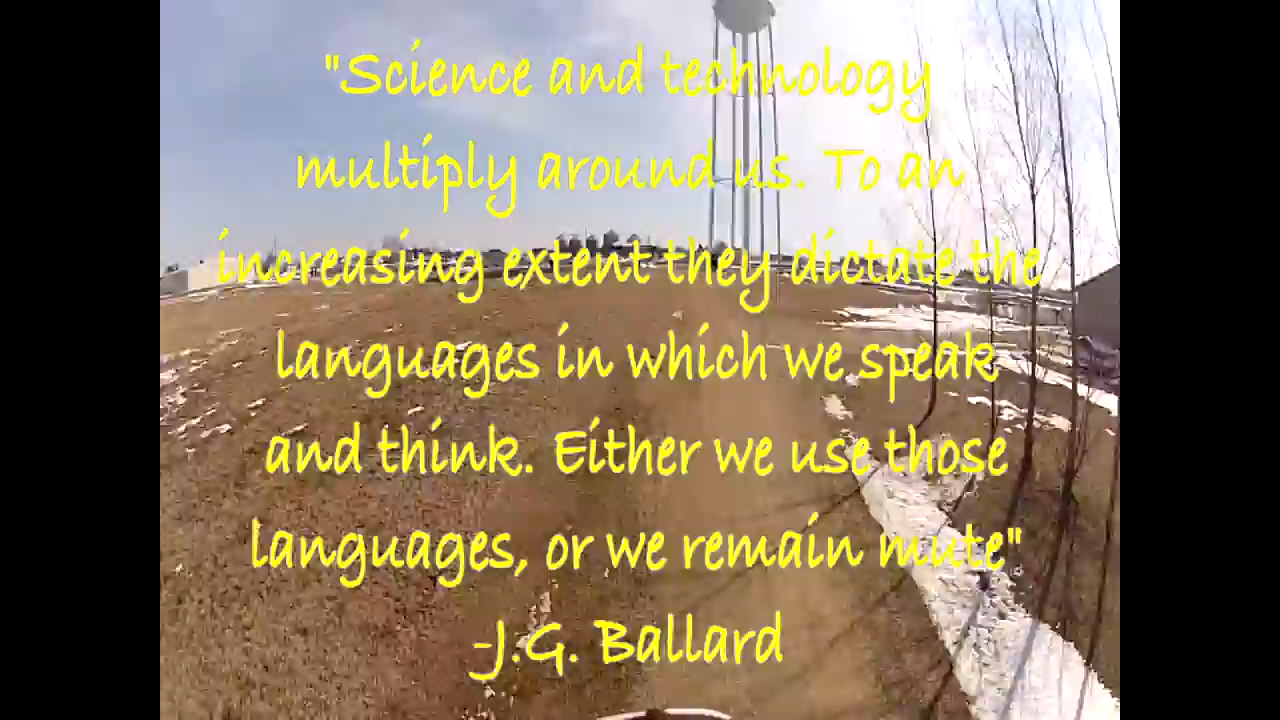 "Science and technology
multiply around us. To an
increasing extent they dictate the
languages in which we speak
and think. Either we use those
languages, or we remain mute"
-J.G. Ballard